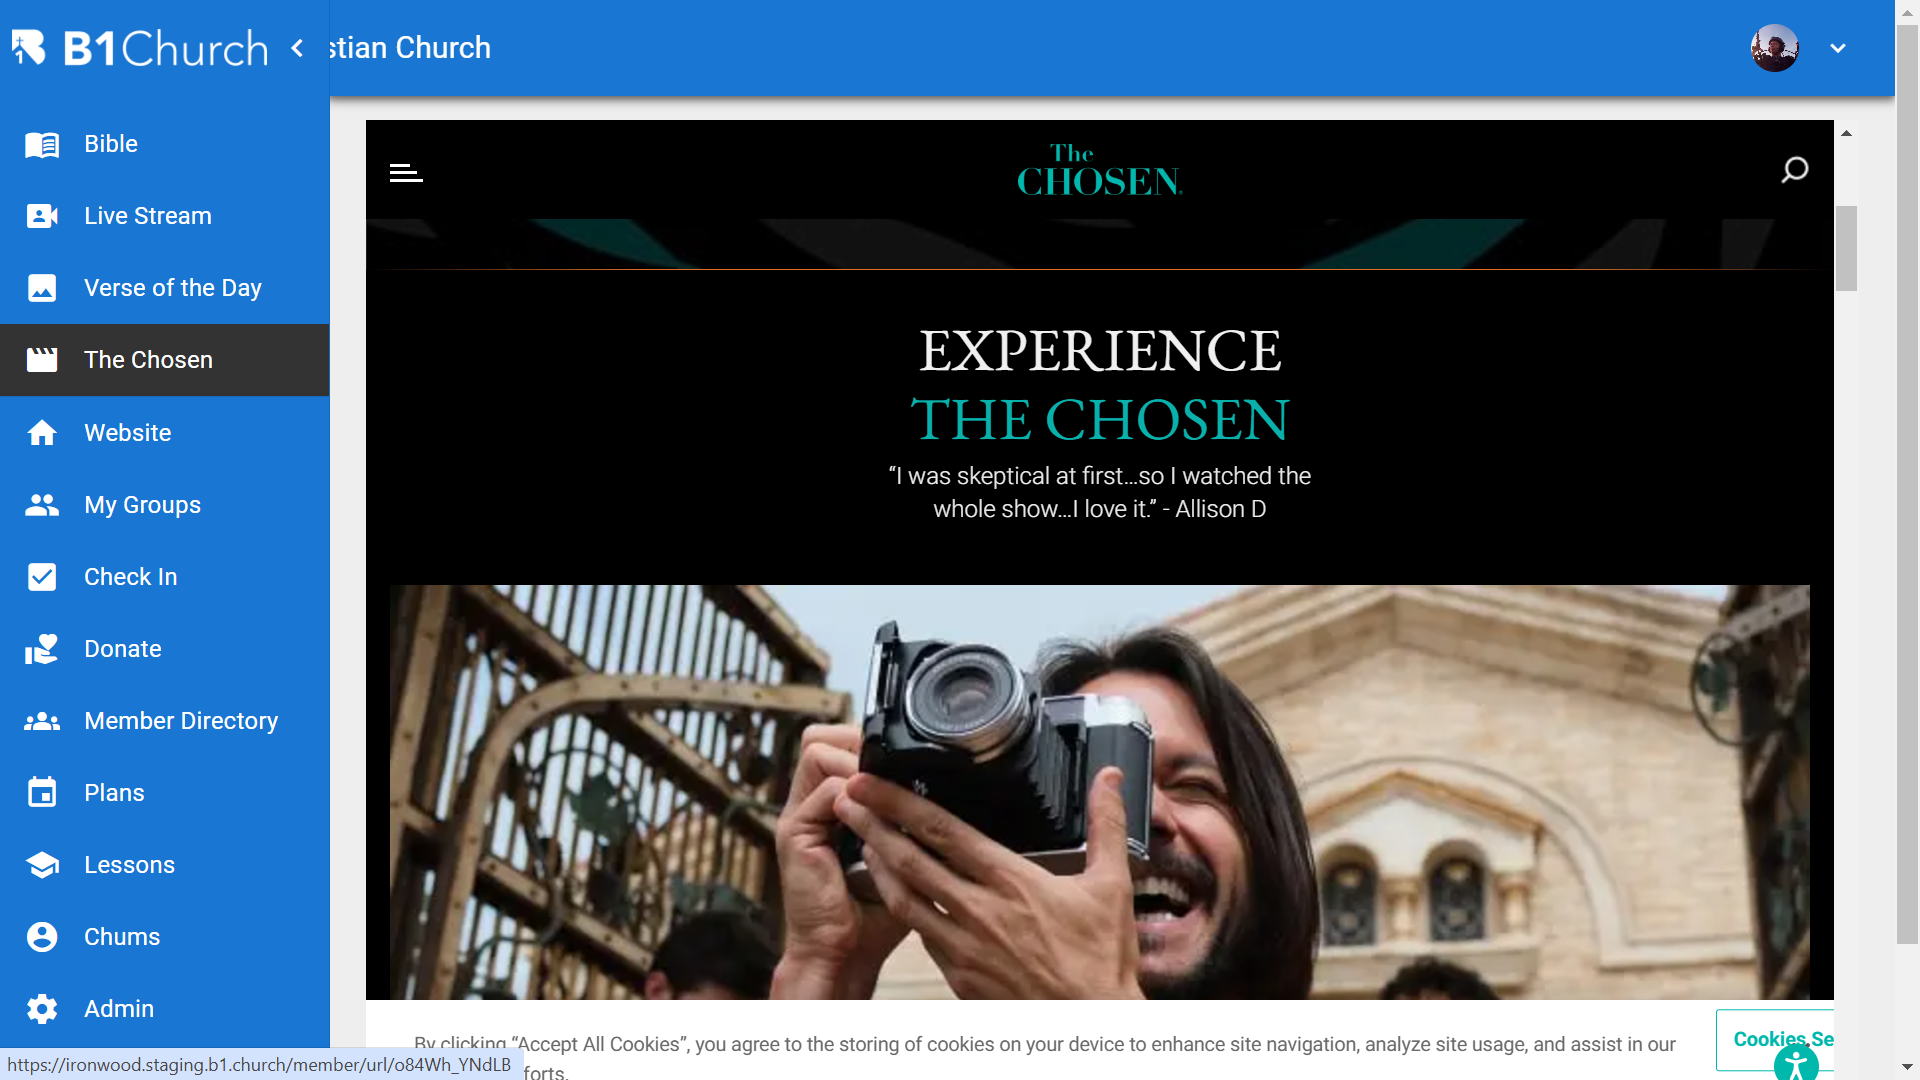 B1Church
stian Church
Bible
Live Stream
Verse of the Day
The Chosen
Website
My Groups
Check In
Donate
Member Directory
Plans
Lessons
Chums
Admin
https://ironwood.staging.b1.church/member/url/o84Wh_YNdLB
The
CHOSEN
EXPERIENCE
THE CHOSEN
“I was skeptical at first...so I watched the
whole show...I love it.” - Allison D
By clicking “Accept All Cookies”, you agree to the storing of cookies on your device to enhance site navigation, analyze site usage, and assist in our
forts.
Cookies Se